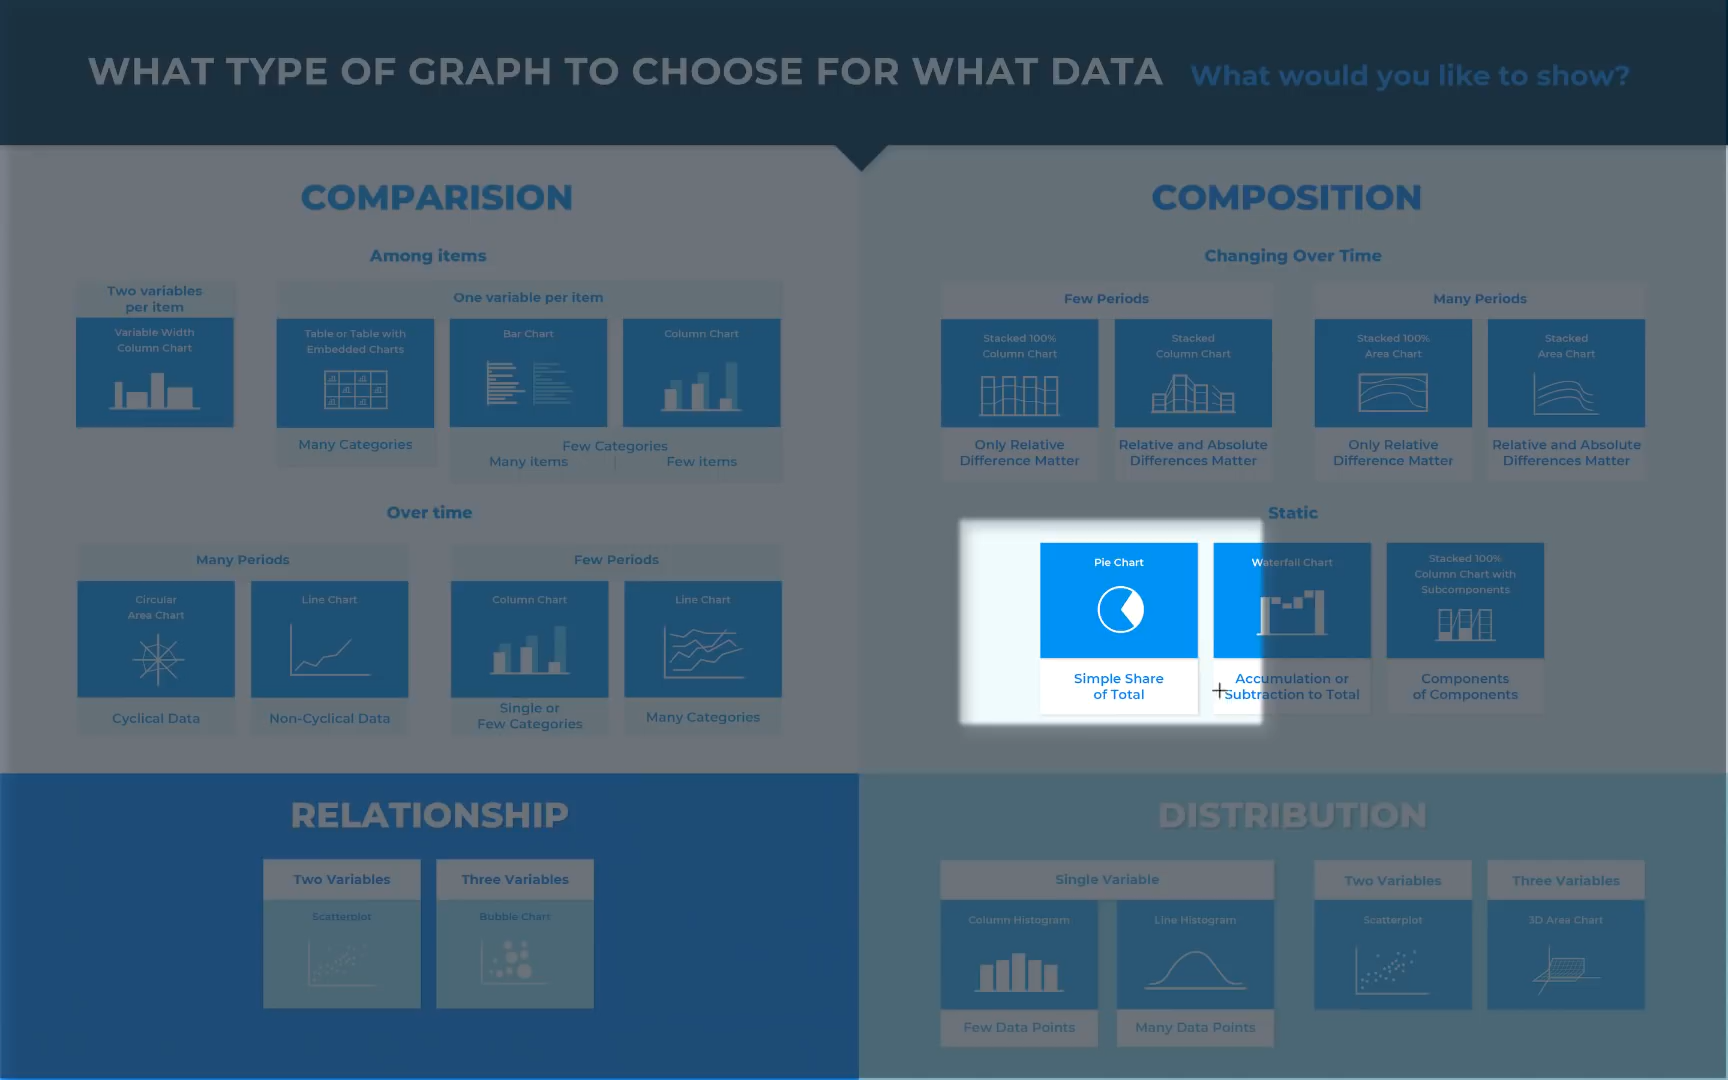 WHAT TYPE OF GRAPH TO CHOOSE FOR WHAT DATA
What would you like to show?
COMPARISION
Among items
Two variables
per item
Variable Width
Column Chart
One variable per item
Table or Table with
Embedded Charts
Bar Chart
Column Chart
Many Categories
Few Categories
Many items
Few items
Over time
Many Periods
Circular
Area Chart
Line Chart
Cyclical Data
Non-Cyclical Data
Few Periods
Column Chart
Line Chart
Single or
Few Categories
Many Categories
COMPOSITION
Changing Over Time
Few Periods
Stacked 100%
Column Chart
Stacked
Column Chart
Only Relative
Difference Matter
Relative and Absolute
Differences Matter
Many Periods
Stacked 100%
Area Chart
Stacked
Area Chart
Only Relative
Difference Matter
Relative and Absolute
Differences Matter
Static
Pie Chart
Simple Share
of Total
Waterfall Chart
Accumulation or
Subtraction to Total
Stacked 100%
Column Chart with
Subcomponents
Components
of Components
RELATIONSHIP
Two Variables
Scatterplot
Three Variables
Bubble Chart
DISTRIBUTION
Single Variable
Column Histogram
Few Data Points
Line Histogram
Many Data Points
Two Variables
Scatterplot
Three Variables
3D Area Chart